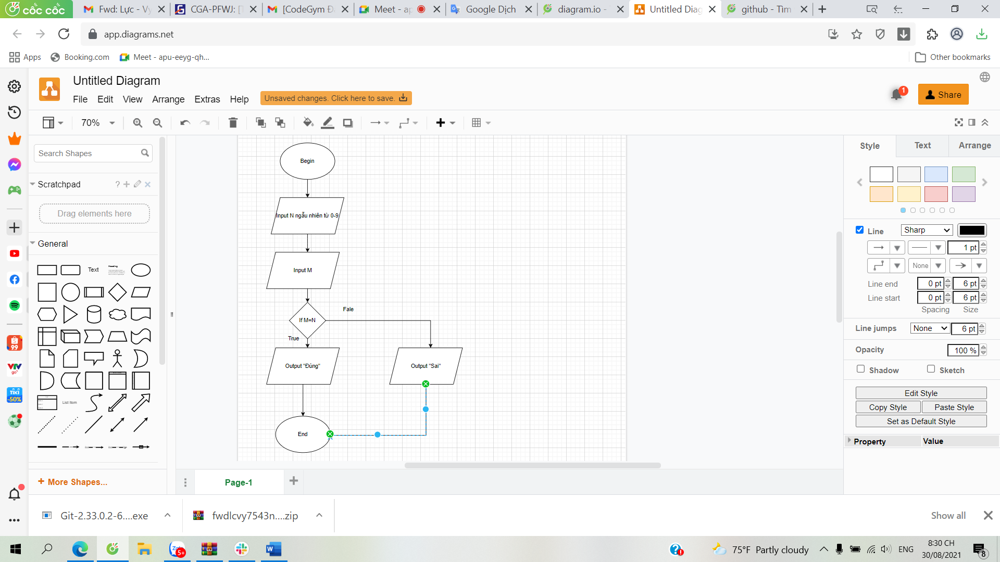 cốc cốc
Fwd: Lực - Vy
CGA-PFWJ: [T
[CodeGym Đ
Meet - ap
Google Dịch
diagram.io - T
Untitled Diag
github - Tìm
app.diagrams.net
Apps
Booking.com
Meet - apu-eeyg-qh...
Other bookmarks
Untitled Diagram
File
Edit
View
Arrange
Extras
Help
Unsaved changes. Click here to save.
1
Share
70%
Search Shapes
Scratchpad
?
Drag elements here
General
Text
Heading
List Item
+ More Shapes...
Begin
Input N ngẫu nhiên từ 0-9
Input M
If M=N
Fale
True
Output "Đúng"
Output "Sai"
End
Page-1
Style
Text
Arrange
Line
Sharp
1 pt
None
Line end
0 pt
6 pt
Line start
0 pt
6 pt
Spacing
Size
Line jumps
None
6 pt
Opacity
100 %
Shadow
Sketch
Edit Style
Copy Style
Paste Style
Set as Default Style
Property
Value
S
99
VTV
go
TIKI
-50%
Git-2.33.0.2-6....exe
fwdlcvy7543n....zip
Show all
5+
W
75°F Partly cloudy
ENG
8:30 CH
30/08/2021
8